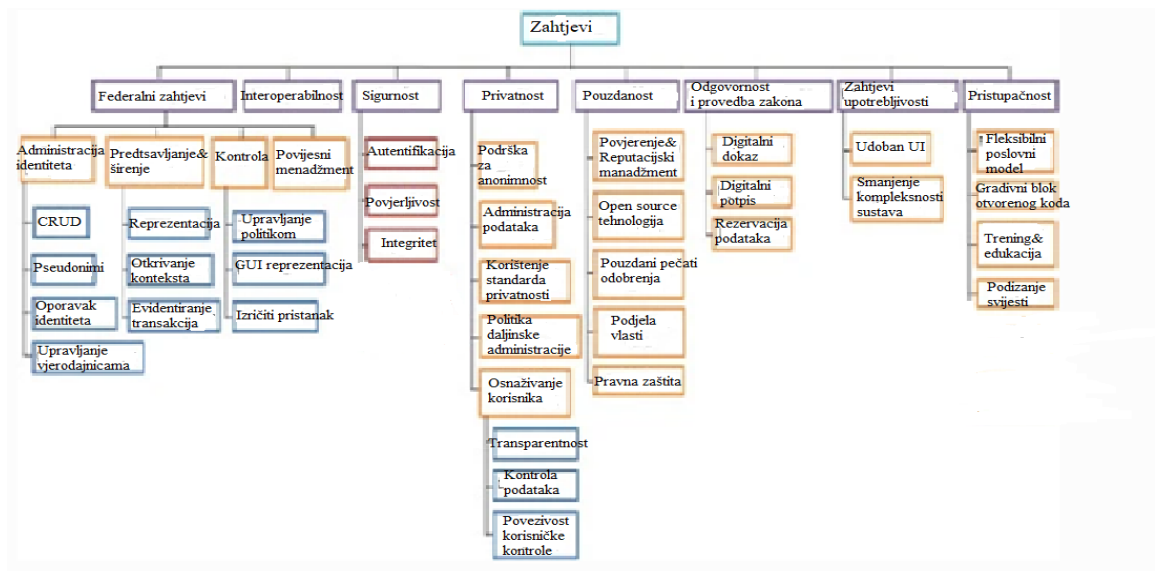 Zahtjevi
Federalni zahtjevi
Interoperabilnost
Sigurnost
Privatnost
Pouzdanost
Odgovornost
i provedba zakona
Zahtjevi
upotrebljivosti
Pristupačnost
Administracija
identiteta
CRUD
Pseudonimi
Oporavak
identiteta
Upravljanje
vjerodajnicama
Predtsavljanje&
širenje
Reprezentacija
Otkrivanje
konteksta
Evidentiranje
transakcija
Kontrola
Upravljanje
politikom
GUI reprezentacija
Izričiti pristanak
Povijesni
menadžment
Autentifikacija
Povjerljivost
Integritet
Podrška
za
anonimnost
Administracija
podataka
Korištenje
standarda
privatnosti
Politika
daljinske
administracije
Osnaživanje
korisnika
Transparentnost
Kontrola
podataka
Povezivost
korisničke
kontrole
Povjerenje&
Reputacijski
manadžment
Open source
tehnologija
Pouzdani pečati
odobrenja
Podjela
vlasti
Pravna zaštita
Digitalni
dokaz
Digitalni
potpis
Rezervacija
podataka
Udoban UI
Smanjenje
kompleksnosti
sustava
Fleksibilni
poslovni
model
Gradivni blok
otvorenog koda
Trening&
edukacija
Podizanje
svijesti